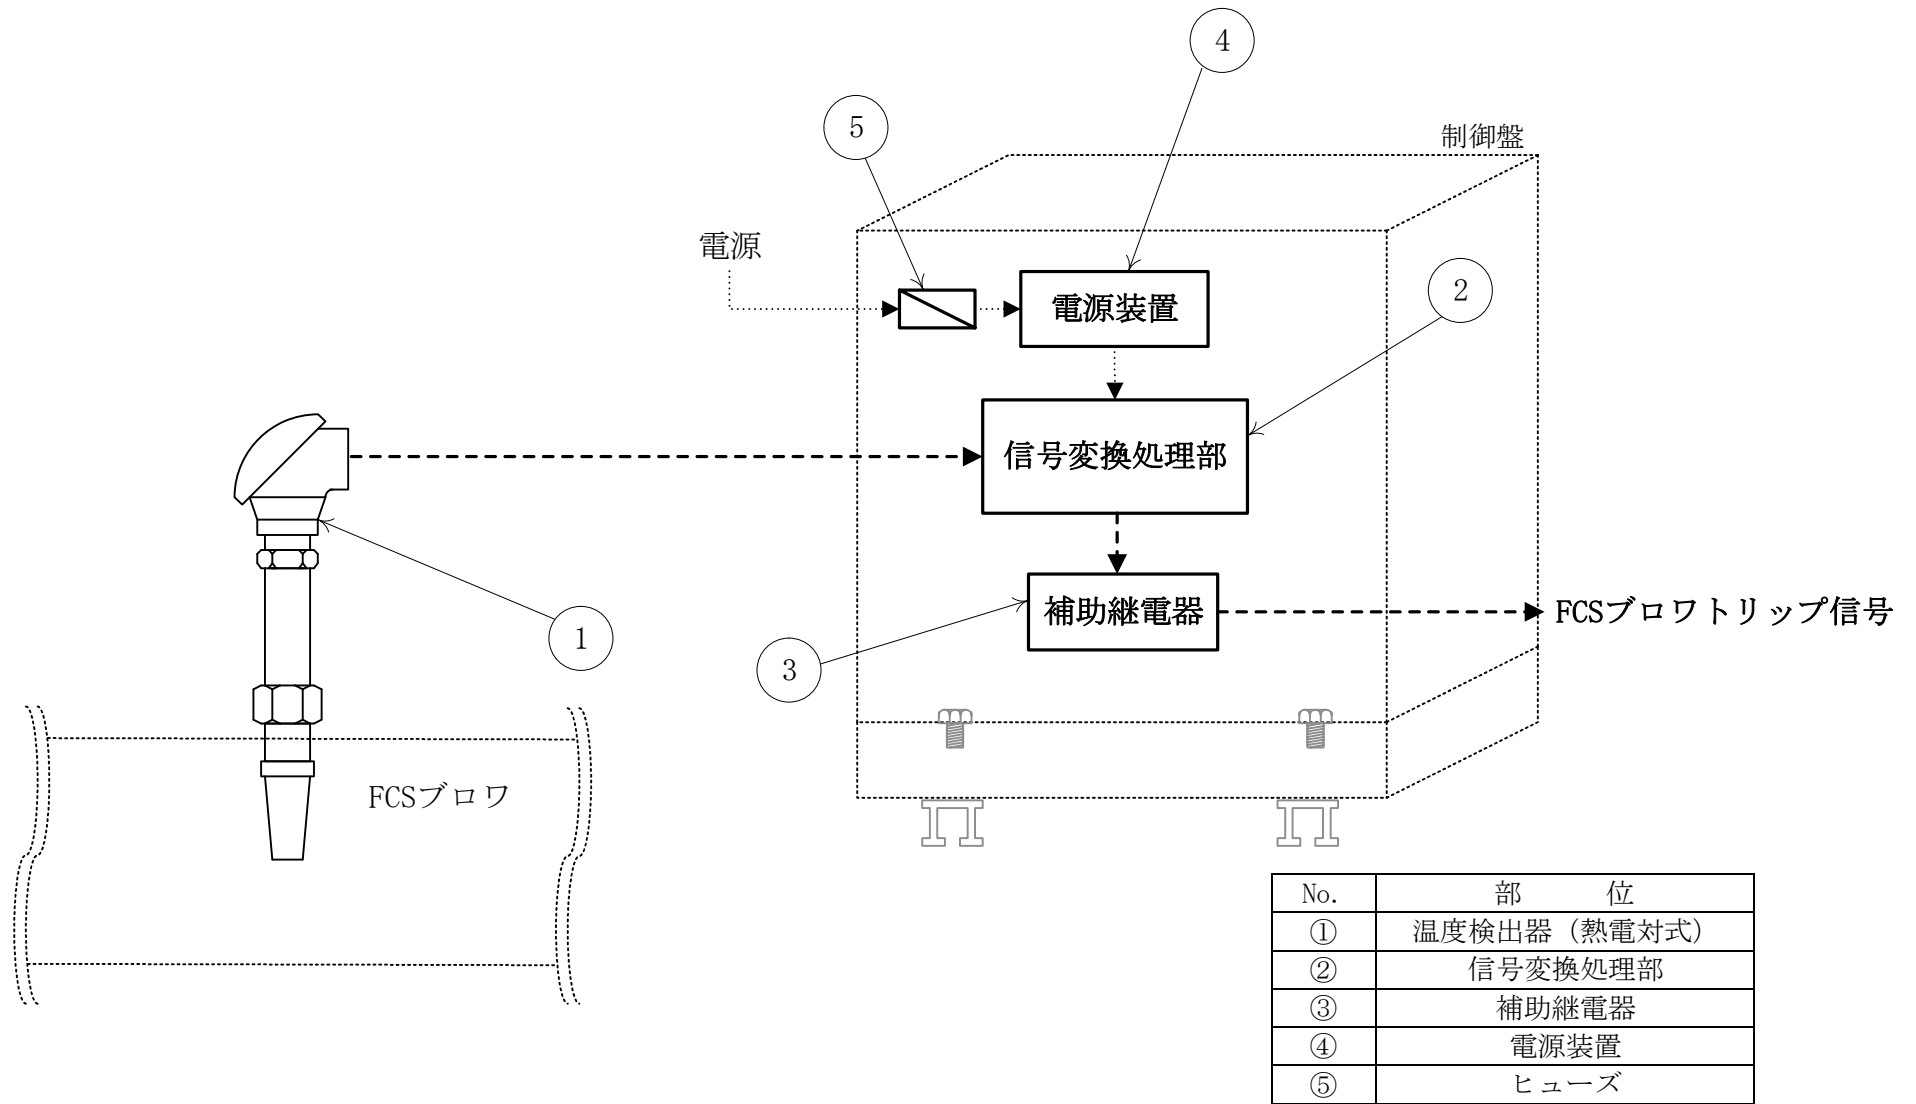 ④
⑤
制御盤
電源
電源装置
②
信号変換処理部
補助継電器
FCSブロワトリップ信号
①
③
FCSブロワ
No. 部 位
① 温度検出器（熱電対式）
② 信号変換処理部
③ 補助継電器
④ 電源装置
⑤ ヒューズ